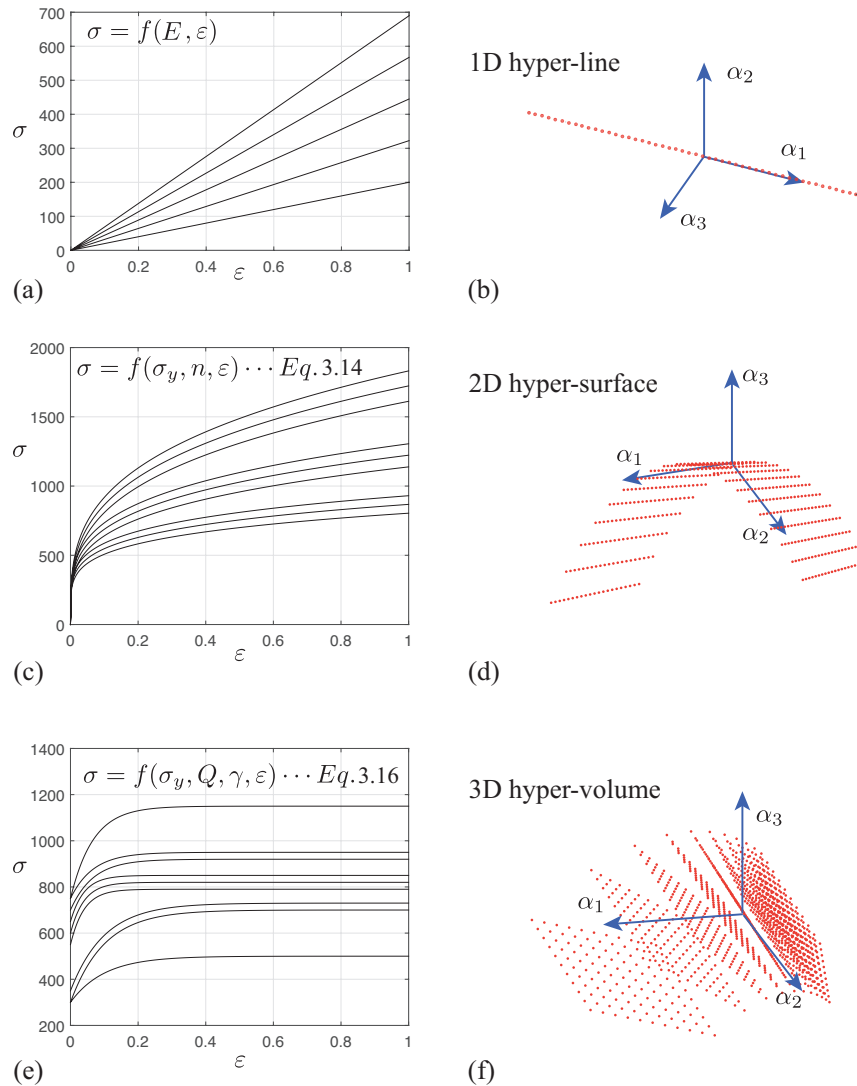 σ = f(E, ε)
700
600
500
400
300
200
100
0
σ
0 0.2 0.4 0.6 0.8 1
ε
(a)
1D hyper-line
α₂
α₁
α₃
(b)
σ = f(σ_y, n, ε) ⋯ Eq.3.14
2000
1500
1000
500
0
σ
0 0.2 0.4 0.6 0.8 1
ε
(c)
2D hyper-surface
α₃
α₁
α₂
(d)
σ = f(σ_y, Q, γ, ε) ⋯ Eq.3.16
1400
1200
1000
800
600
400
200
σ
0 0.2 0.4 0.6 0.8 1
ε
(e)
3D hyper-volume
α₃
α₁
α₂
(f)